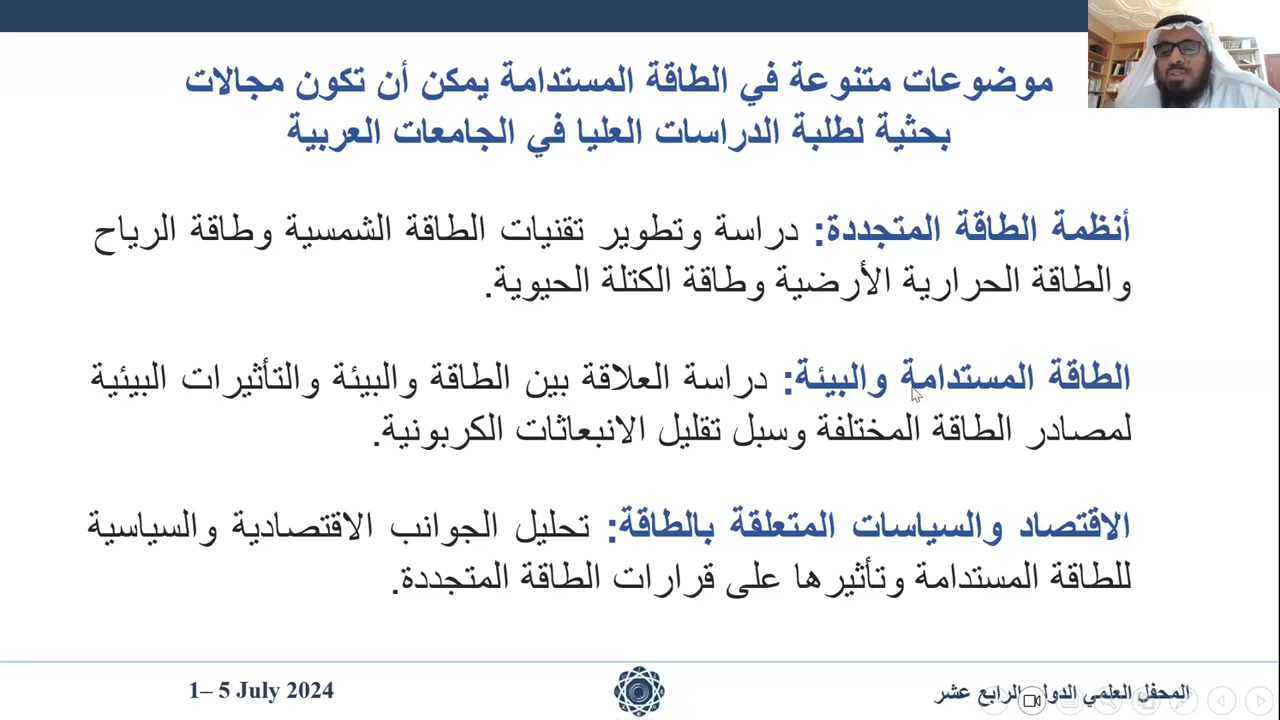 موضوعات متنوعة في الطاقة المستدامة يمكن أن تكون مجالات
بحثية لطلبة الدراسات العليا في الجامعات العربية
أنظمة الطاقة المتجددة: دراسة وتطوير تقنيات الطاقة الشمسية وطاقة الرياح
والطاقة الحرارية الأرضية وطاقة الكتلة الحيوية.
الطاقة المستدامة والبيئة: دراسة العلاقة بين الطاقة والبيئة والتأثيرات البيئية
لمصادر الطاقة المختلفة وسبل تقليل الانبعاثات الكربونية.
الاقتصاد والسياسات المتعلقة بالطاقة: تحليل الجوانب الاقتصادية والسياسية
للطاقة المستدامة وتأثيرها على قرارات الطاقة المتجددة.
المحفل العلمي الدولي الرابع عشر
1– 5 July 2024